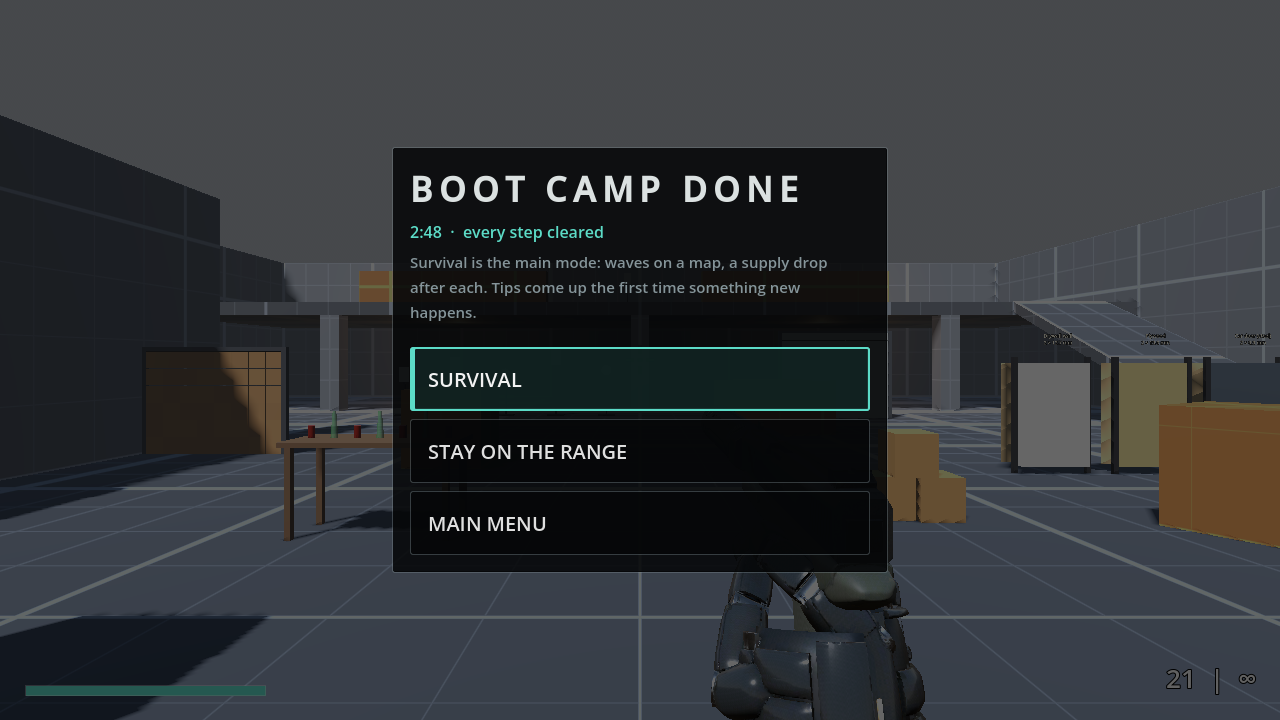 BOOT CAMP DONE
2:48 · every step cleared
Survival is the main mode: waves on a map, a supply drop
after each. Tips come up the first time something new
happens.
SURVIVAL
STAY ON THE RANGE
MAIN MENU
21 | ∞